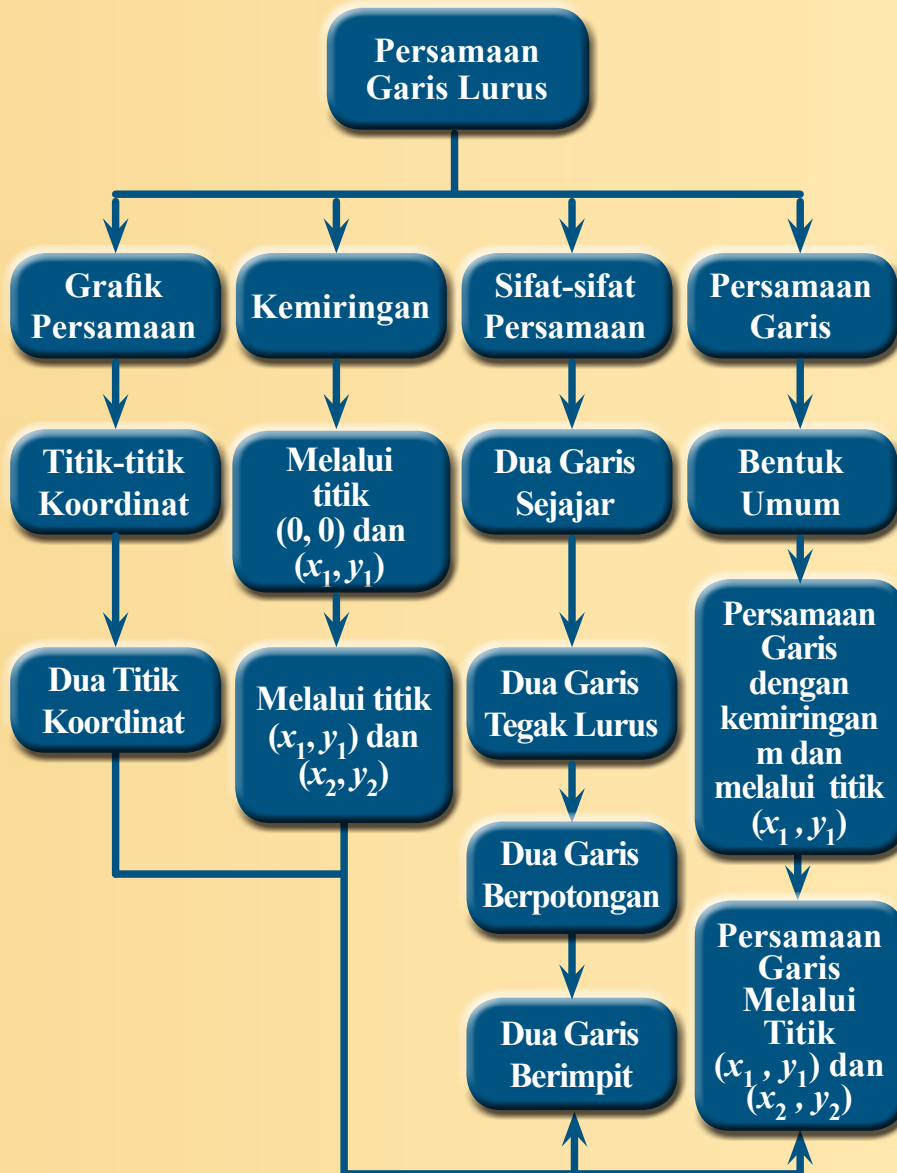 Persamaan
Garis Lurus
Grafik
Persamaan
Kemiringan
Sifat-sifat
Persamaan
Persamaan
Garis
Titik-titik
Koordinat
Melalui
titik
(0, 0) dan
(x₁, y₁)
Dua Garis
Sejajar
Bentuk
Umum
Dua Titik
Koordinat
Melalui titik
(x₁, y₁) dan
(x₂, y₂)
Dua Garis
Tegak Lurus
Persamaan
Garis
dengan
kemiringan
m dan
melalui titik
(x₁ , y₁)
Dua Garis
Berpotongan
Dua Garis
Berimpit
Persamaan
Garis
Melalui
Titik
(x₁ , y₁) dan
(x₂ , y₂)